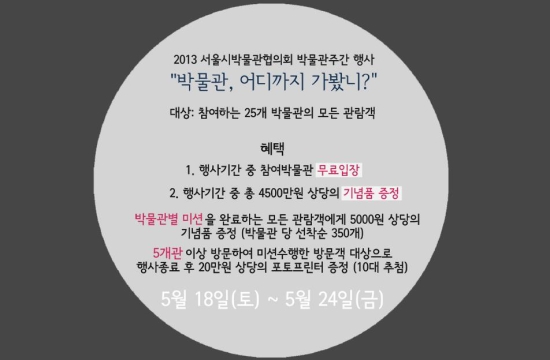 2013 서울시박물관협의회 박물관주간 행사
"박물관, 어디까지 가봤니?"
대상: 참여하는 25개 박물관의 모든 관람객
혜택
1. 행사기간 중 참여박물관 무료입장
2. 행사기간 중 총 4500만원 상당의 기념품 증정
박물관별 미션을 완료하는 모든 관람객에게 5000원 상당의
기념품 증정 (박물관 당 선착순 350개)
5개관 이상 방문하여 미션수행한 방문객 대상으로
행사종료 후 20만원 상당의 포토프린터 증정 (10대 추첨)
5월 18일(토) ~ 5월 24일(금)